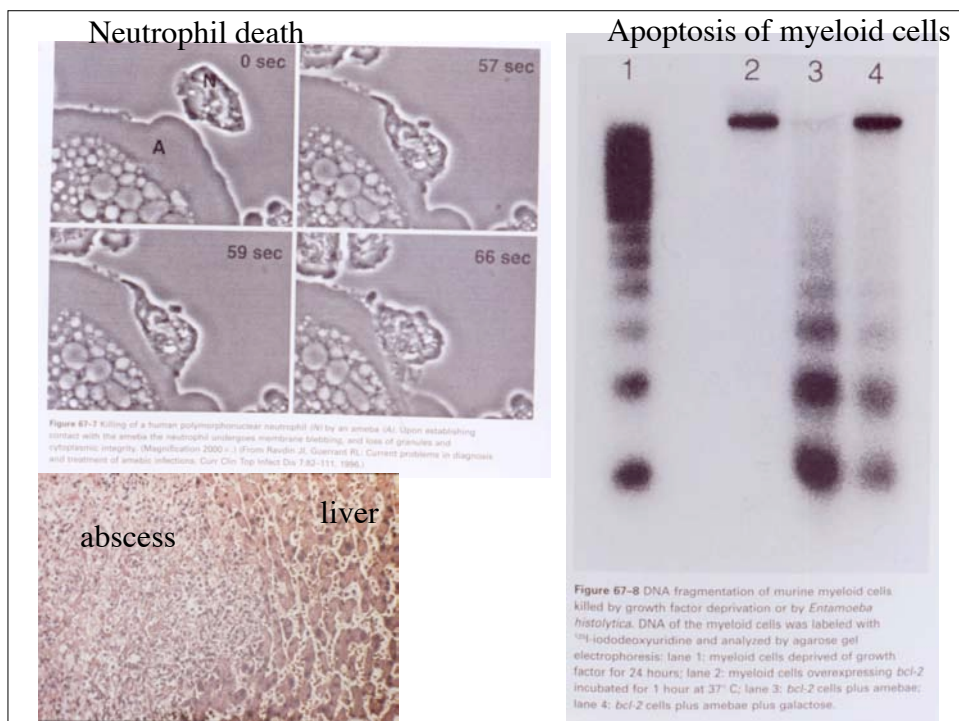 Neutrophil death
0 sec
N
A
57 sec
59 sec
66 sec
Figure 67-7 Killing of a human polymorphonuclear neutrophil (N) by an ameba (A). Upon establishing
contact with the amebae the neutrophil undergoes membrane blebbing, and loss of granules and
cytoplasmic integrity. (Magnification 2000×.) (From Ravdin JI, Guerrant RL: Current problems in diagnosis
and treatment of amebic infections. Curr Clin Top Infect Dis 7:82–111, 1986.)
abscess
liver
Apoptosis of myeloid cells
1 2 3 4
Figure 67–8 DNA fragmentation of murine myeloid cells
killed by growth factor deprivation or by Entamoeba
histolytica. DNA of the myeloid cells was labeled with
-iododeoxyuridine and analyzed by agarose gel
electrophoresis: lane 1; myeloid cells deprived of growth
factor for 24 hours; lane 2: myeloid cells overexpressing bcl-2
incubated for 1 hour at 37° C; lane 3: bcl-2 cells plus amebae;
lane 4: bcl-2 cells plus amebae plus galactose.